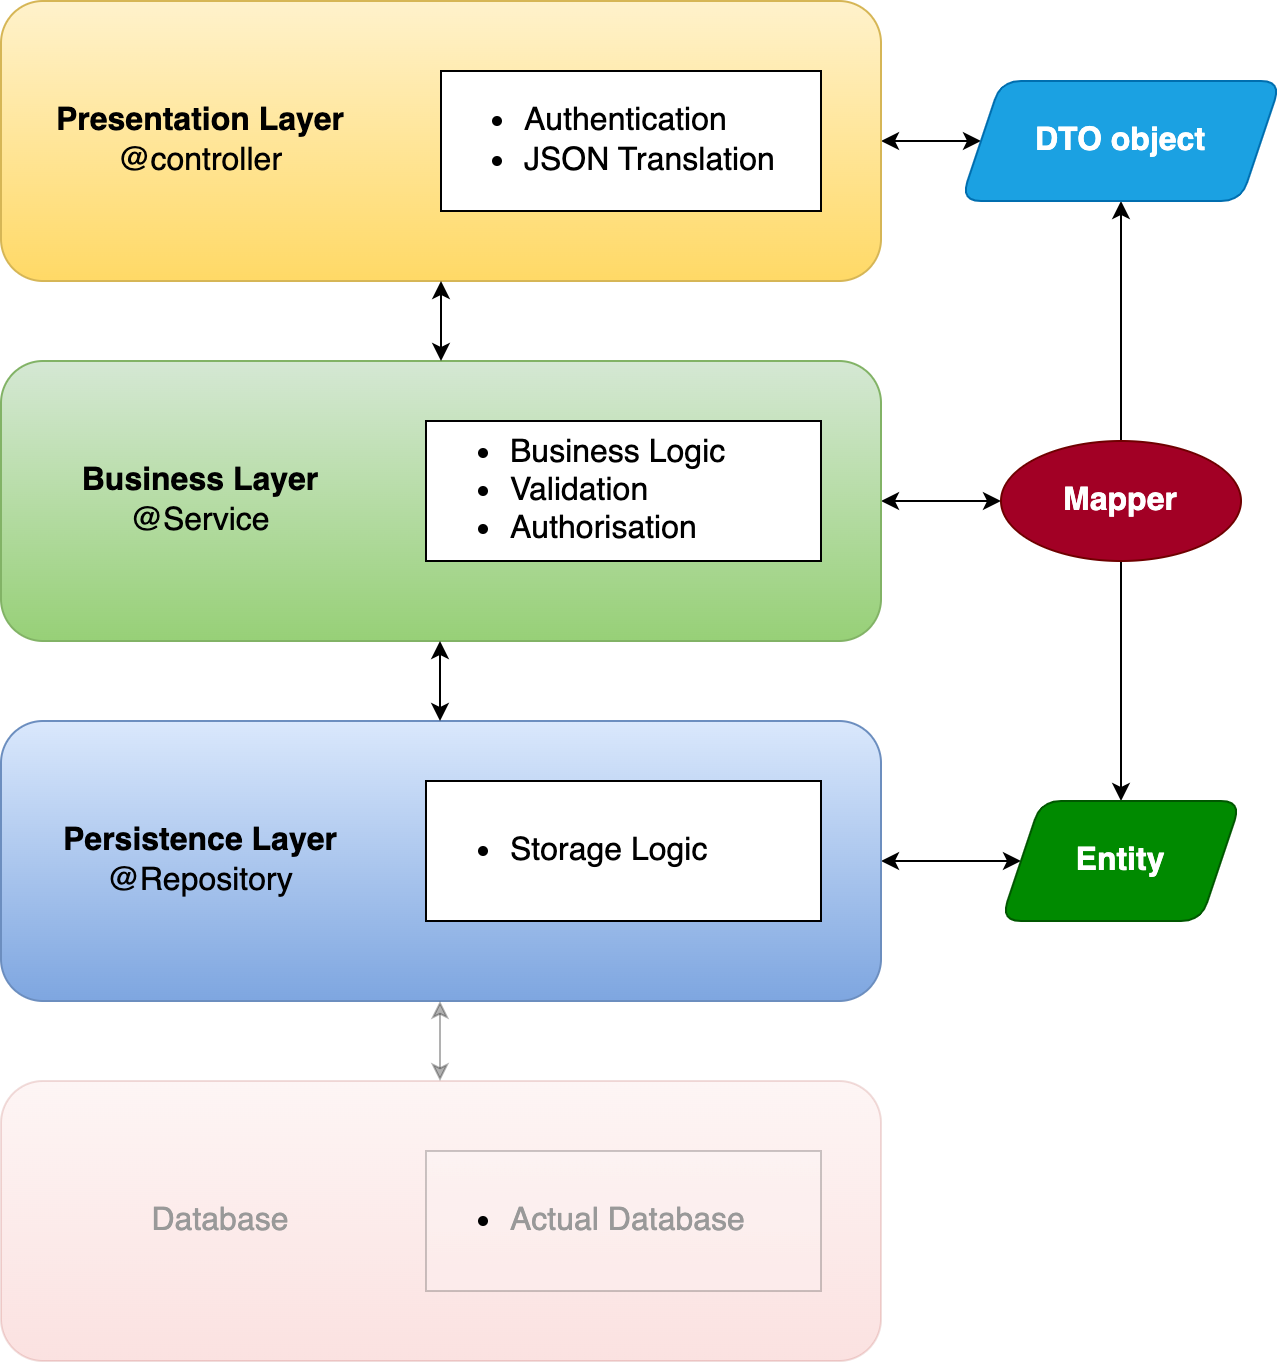 Presentation Layer
@controller
• Authentication
• JSON Translation
DTO object
Business Layer
@Service
• Business Logic
• Validation
• Authorisation
Mapper
Persistence Layer
@Repository
• Storage Logic
Entity
Database
• Actual Database